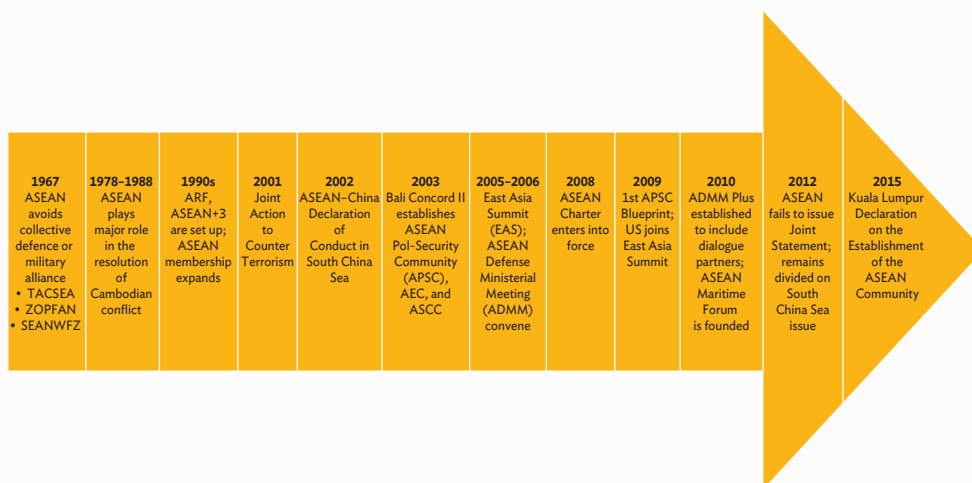 1967
ASEAN
avoids
collective
defence or
military
alliance
• TACSEA
• ZOPFAN
• SEANWFZ
1978–1988
ASEAN
plays
major role
in the
resolution
of
Cambodian
conflict
1990s
ARF,
ASEAN+3
are set up;
ASEAN
membership
expands
2001
Joint
Action
to
Counter
Terrorism
2002
ASEAN–China
Declaration
of
Conduct in
South China
Sea
2003
Bali Concord II
establishes
ASEAN
Pol-Security
Community
(APSC),
AEC, and
ASCC
2005–2006
East Asia
Summit
(EAS);
ASEAN
Defense
Ministerial
Meeting
(ADMM)
convene
2008
ASEAN
Charter
enters into
force
2009
1st APSC
Blueprint;
US joins
East Asia
Summit
2010
ADMM Plus
established
to include
dialogue
partners;
ASEAN
Maritime
Forum
is founded
2012
ASEAN
fails to issue
Joint
Statement;
remains
divided on
South
China Sea
issue
2015
Kuala Lumpur
Declaration
on the
Establishment
of the
ASEAN
Community